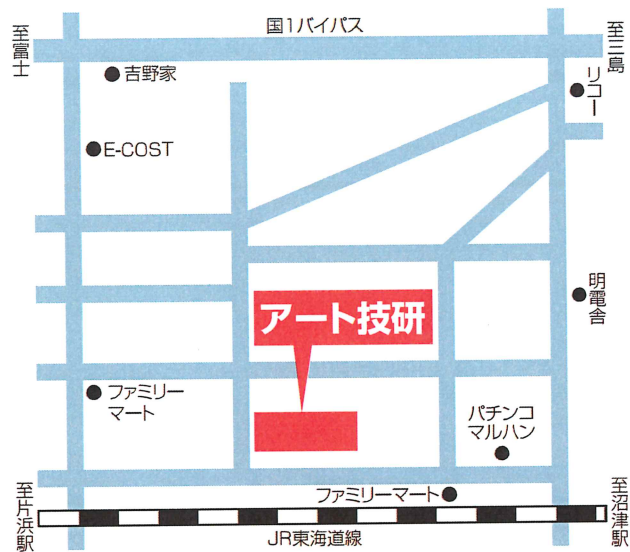 国1バイパス
至富士
至三島
吉野家
リコー
E-COST
明電舎
アート技研
ファミリー
マート
パチンコ
マルハン
至片浜駅
ファミリーマート
至沼津駅
JR東海道線